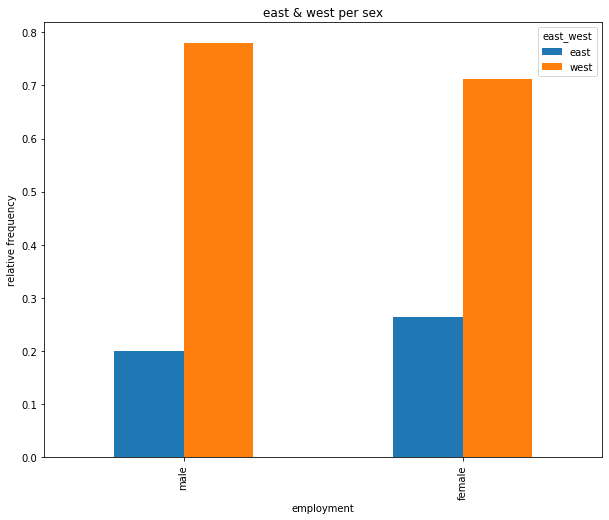 east & west per sex
east_west
east
west
relative frequency
0.8
0.7
0.6
0.5
0.4
0.3
0.2
0.1
0.0
male
female
employment